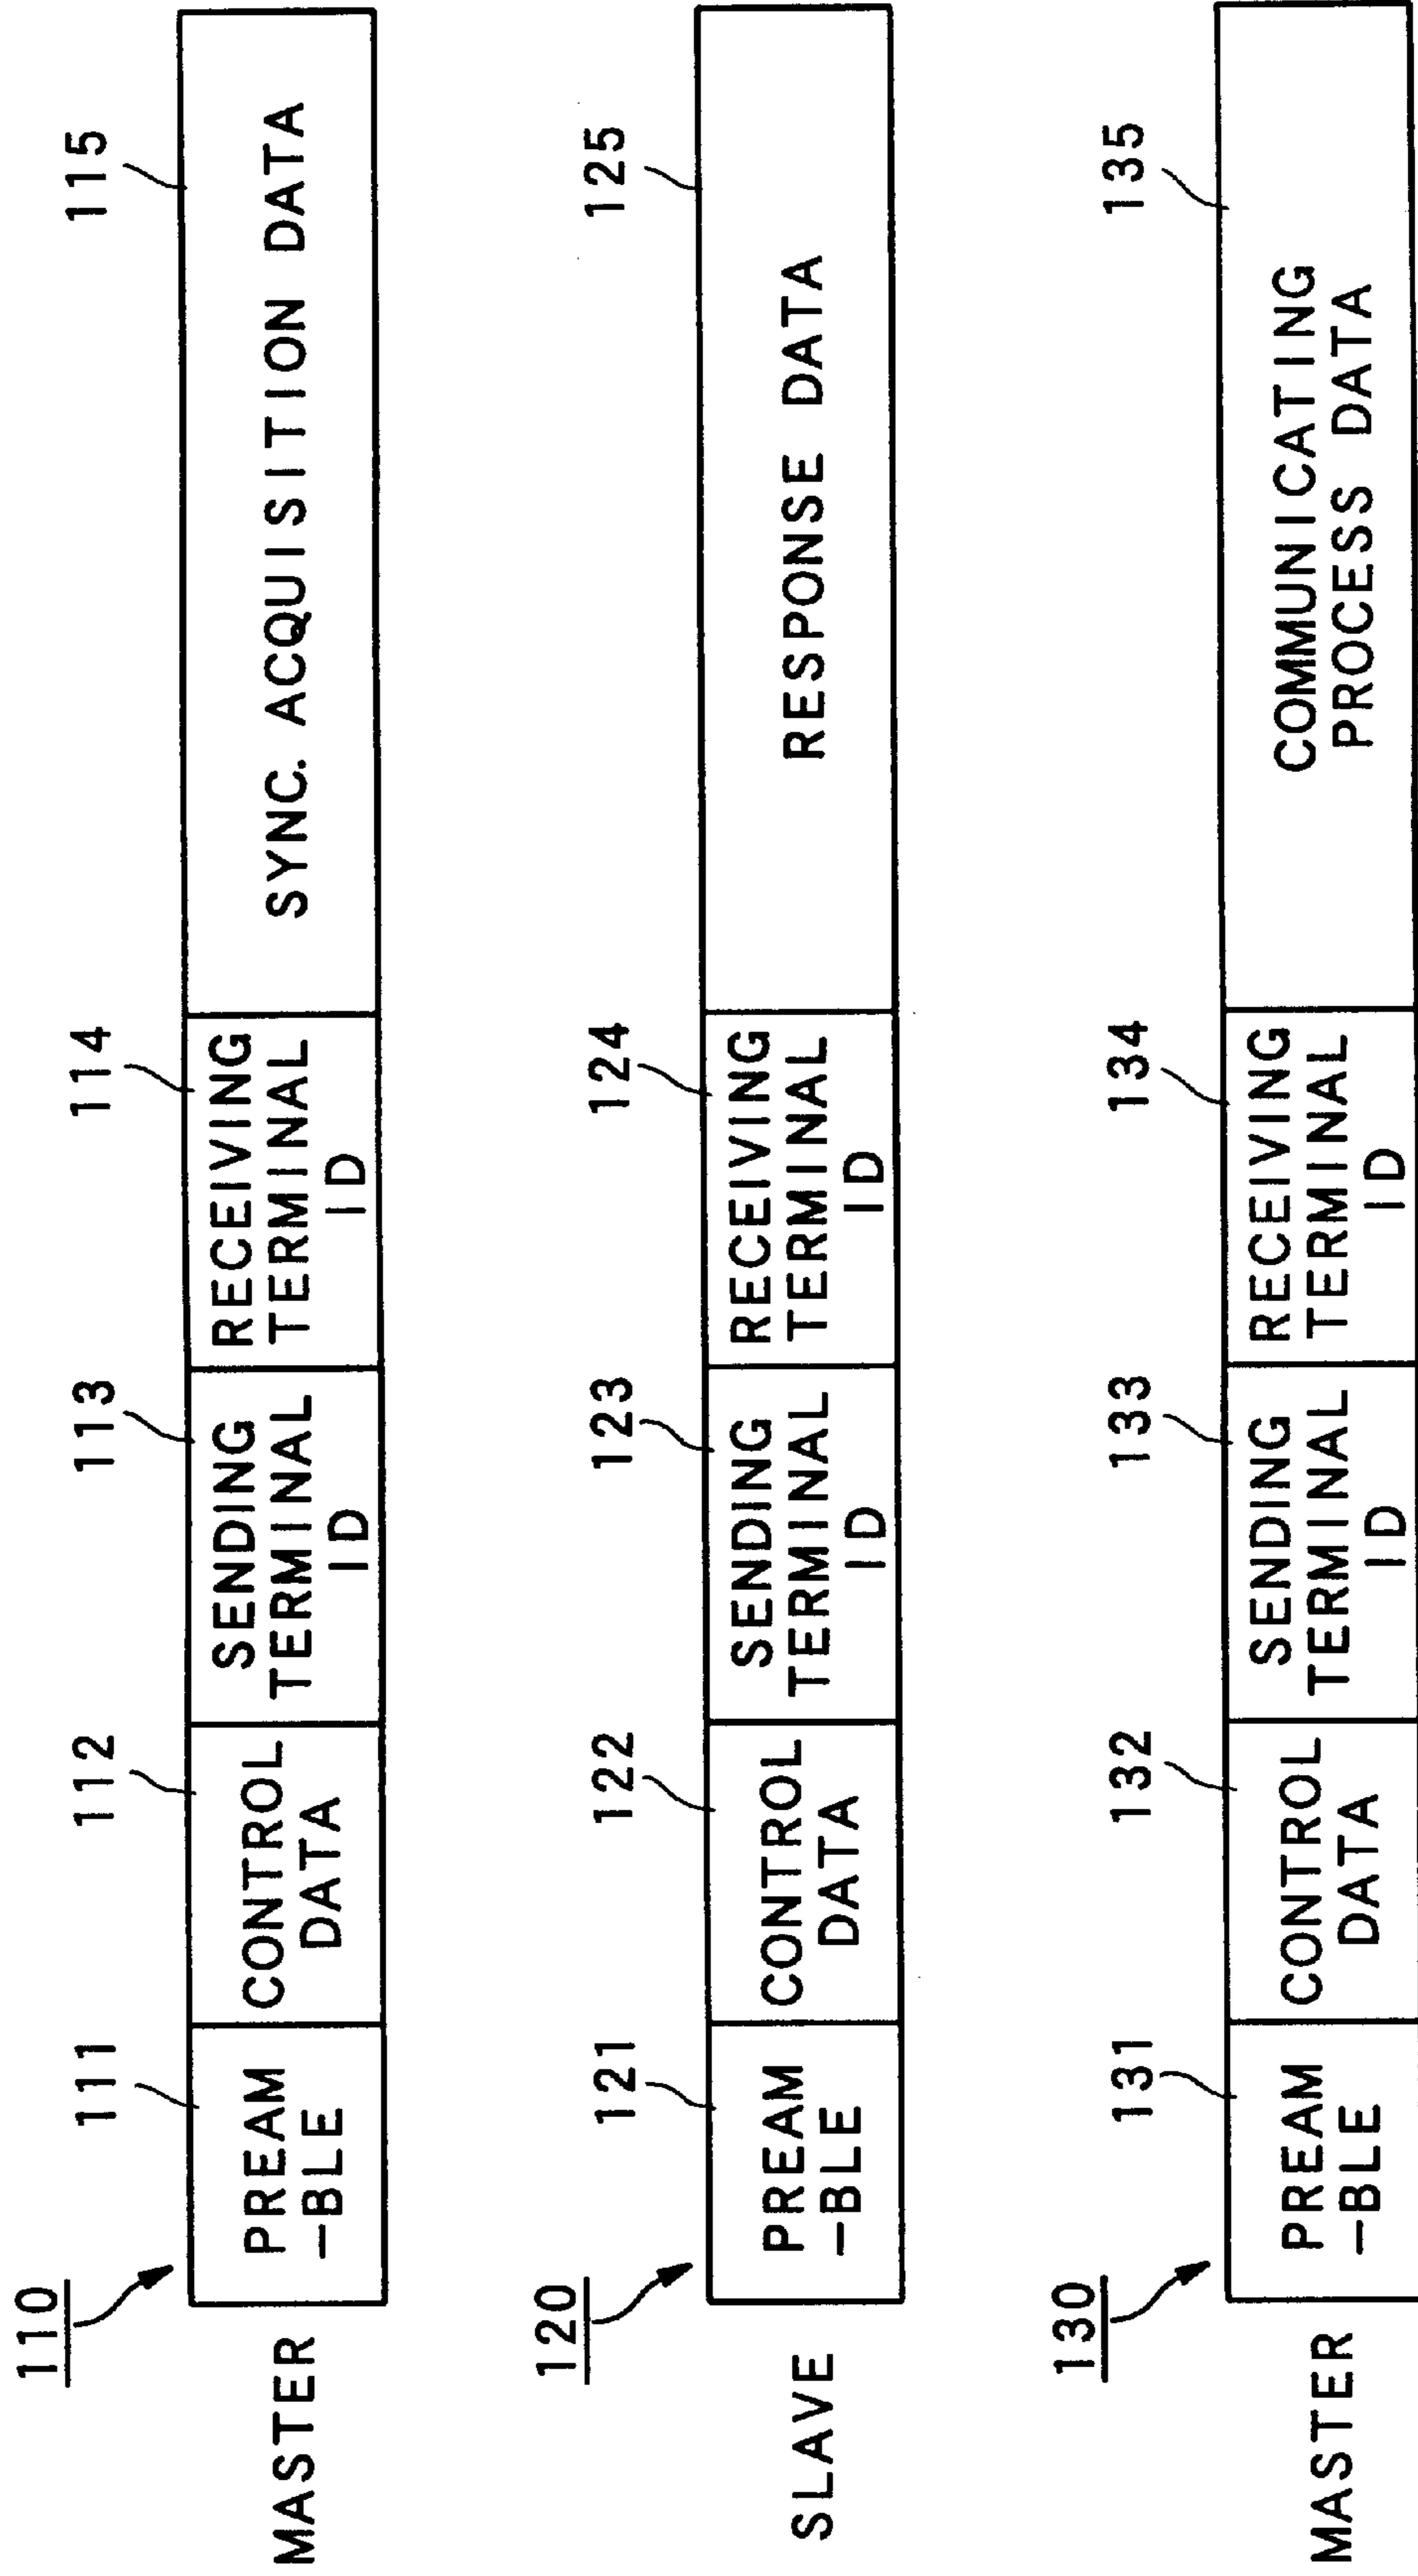 110
111
112
113
114
115
MASTER
PREAM
-BLE
CONTROL
DATA
SENDING
TERMINAL
ID
RECEIVING
TERMINAL
ID
SYNC. ACQUISITION DATA
120
121
122
123
124
125
SLAVE
PREAM
-BLE
CONTROL
DATA
SENDING
TERMINAL
ID
RECEIVING
TERMINAL
ID
RESPONSE DATA
130
131
132
133
134
135
MASTER
PREAM
-BLE
CONTROL
DATA
SENDING
TERMINAL
ID
RECEIVING
TERMINAL
ID
COMMUNICATING
PROCESS DATA